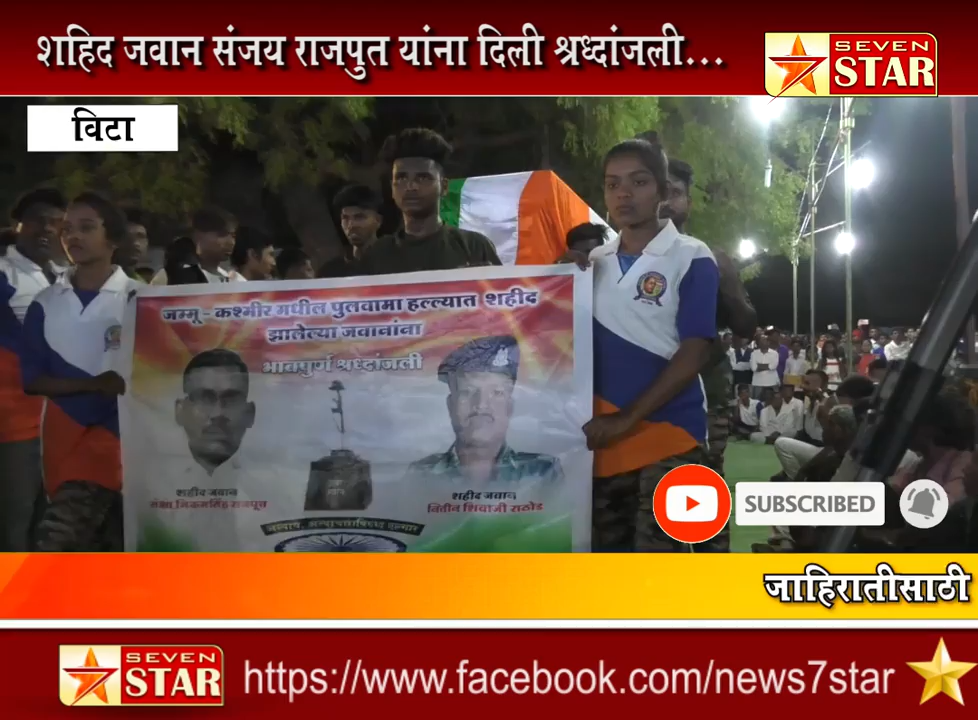 शहिद जवान संजय राजपुत यांना दिली श्रध्दांजली...
SEVEN
STAR
विटा
जम्मू - कश्मीर मधील पुलवामा हल्ल्यात शहीद
झालेल्या जवानांना
भावपुर्ण श्रध्दांजली
शहीद जवान
राजपूत
शहीद जवान
नितीन शिवाजी राठोड
SUBSCRIBED
जाहिरातीसाठी
SEVEN
STAR
https://www.facebook.com/news7star